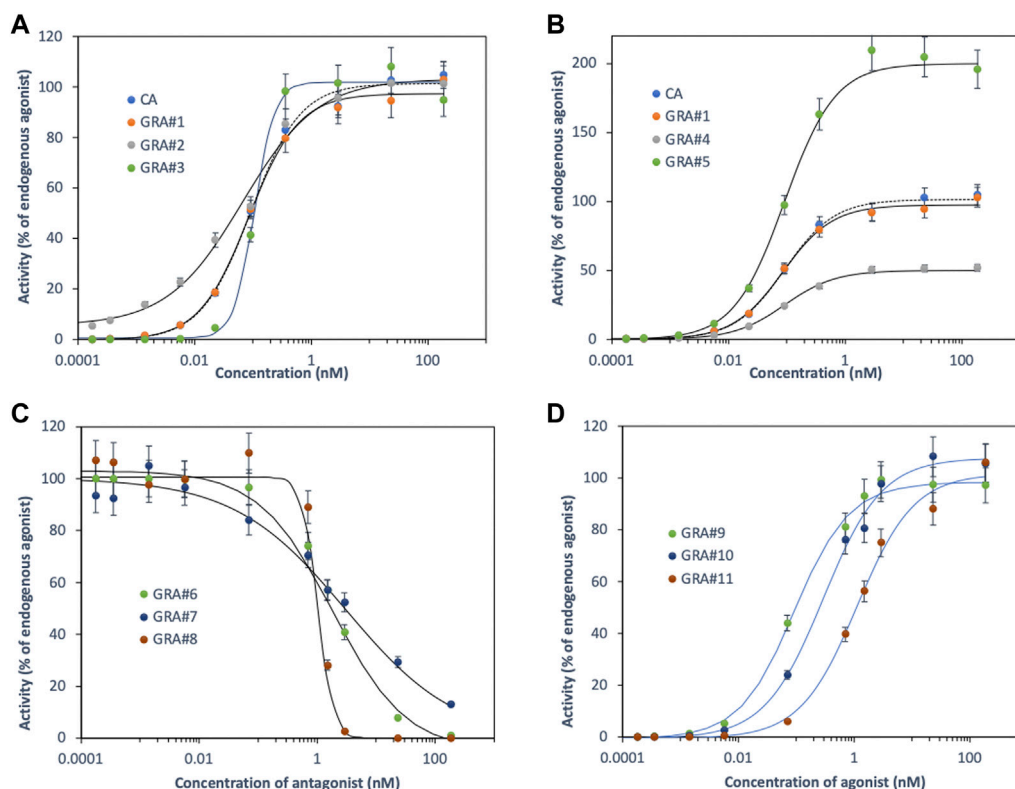 A
Activity (% of endogenous agonist)
120
100
80
60
40
20
0
CA
GRA#1
GRA#2
GRA#3
0.0001
0.01
1
100
Concentration (nM)
B
Activity (% of endogenous agonist)
200
150
100
50
0
CA
GRA#1
GRA#4
GRA#5
0.0001
0.01
1
100
Concentration (nM)
C
Activity (% of endogenous agonist)
120
100
80
60
40
20
0
GRA#6
GRA#7
GRA#8
0.0001
0.01
1
100
Concentration of antagonist (nM)
D
Activity (% of endogenous agonist)
120
100
80
60
40
20
0
GRA#9
GRA#10
GRA#11
0.0001
0.01
1
100
Concentration of agonist (nM)